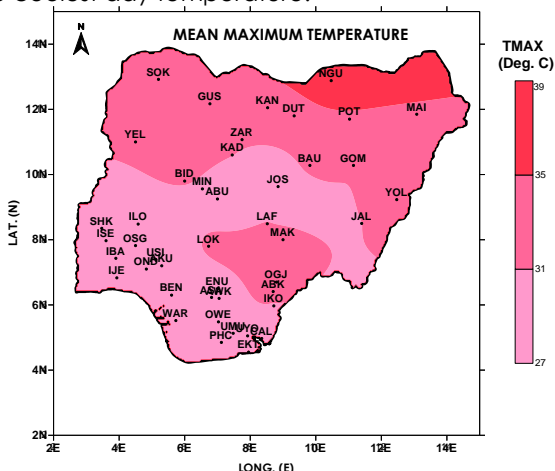 coolest day temperature.
N
MEAN MAXIMUM TEMPERATURE
TMAX
(Deg. C)
39
35
31
27
14N
12N
10N
8N
6N
4N
2N
LAT. (N)
SOK
NGU
GUS
KAN
DUT
POT
MAI
YEL
ZAR
KAD
BAU
GOM
BID
MIN
ABU
JOS
YOL
SHK
ISE
ILO
LAF
JAL
OSG
LOK
MAK
IBA
USI
AKU
OND
IJE
OGJ
ABK
BEN
ENU
AWK
IKO
WAR
OWE
UMU
UYO
CAL
PHC
EKT
2E
4E
6E
8E
10E
12E
14E
LONG. (E)